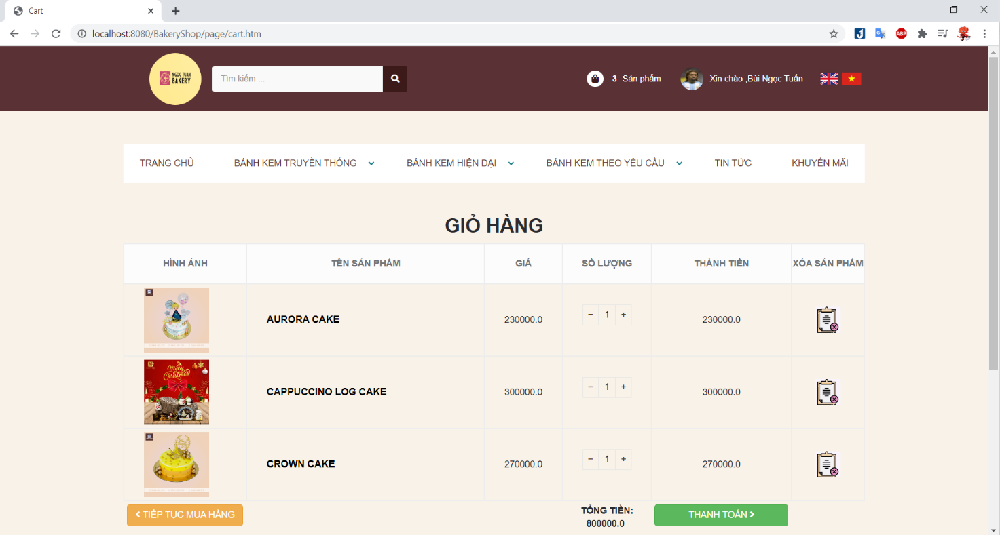 Cart
localhost:8080/BakeryShop/page/cart.htm
ABP
NGOC TUAN
BAKERY
Tìm kiếm ...
3 Sản phẩm
Xin chào ,Bùi Ngọc Tuấn
TRANG CHỦ
BÁNH KEM TRUYỀN THỐNG
BÁNH KEM HIỆN ĐẠI
BÁNH KEM THEO YÊU CẦU
TIN TỨC
KHUYẾN MÃI
GIỎ HÀNG
HÌNH ẢNH
TÊN SẢN PHẨM
GIÁ
SỐ LƯỢNG
THÀNH TIỀN
XÓA SẢN PHẨM
AURORA CAKE
230000.0
− 1 +
230000.0
Merry
Christmas
CAPPUCCINO LOG CAKE
300000.0
− 1 +
300000.0
CROWN CAKE
270000.0
− 1 +
270000.0
TIẾP TỤC MUA HÀNG
TỔNG TIỀN:
800000.0
THANH TOÁN